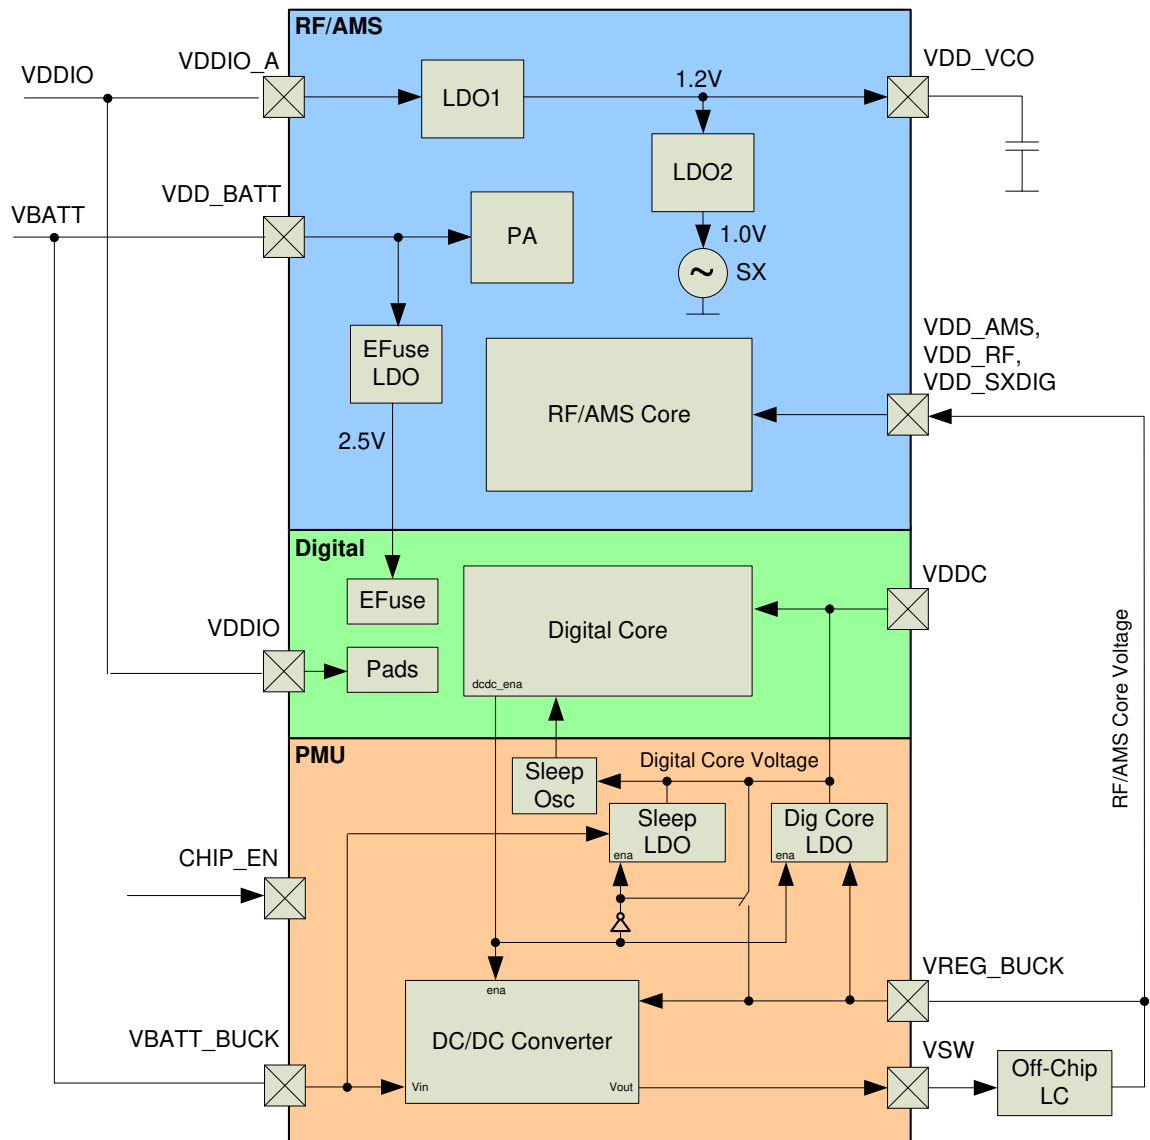 RF/AMS
VDDIO_A
VDD_VCO
VDDIO
1.2V
LDO1
LDO2
VDD_BATT
VBATT
PA
1.0V
SX
VDD_AMS,
VDD_RF,
VDD_SXDIG
EFuse
LDO
RF/AMS Core
2.5V
Digital
VDDC
EFuse
VDDIO
Digital Core
Pads
dcdc_ena
RF/AMS Core Voltage
PMU
Digital Core Voltage
Sleep
Osc
Sleep
LDO
ena
Dig Core
LDO
ena
CHIP_EN
VREG_BUCK
ena
DC/DC Converter
VBATT_BUCK
VSW
Vin
Vout
Off-Chip
LC